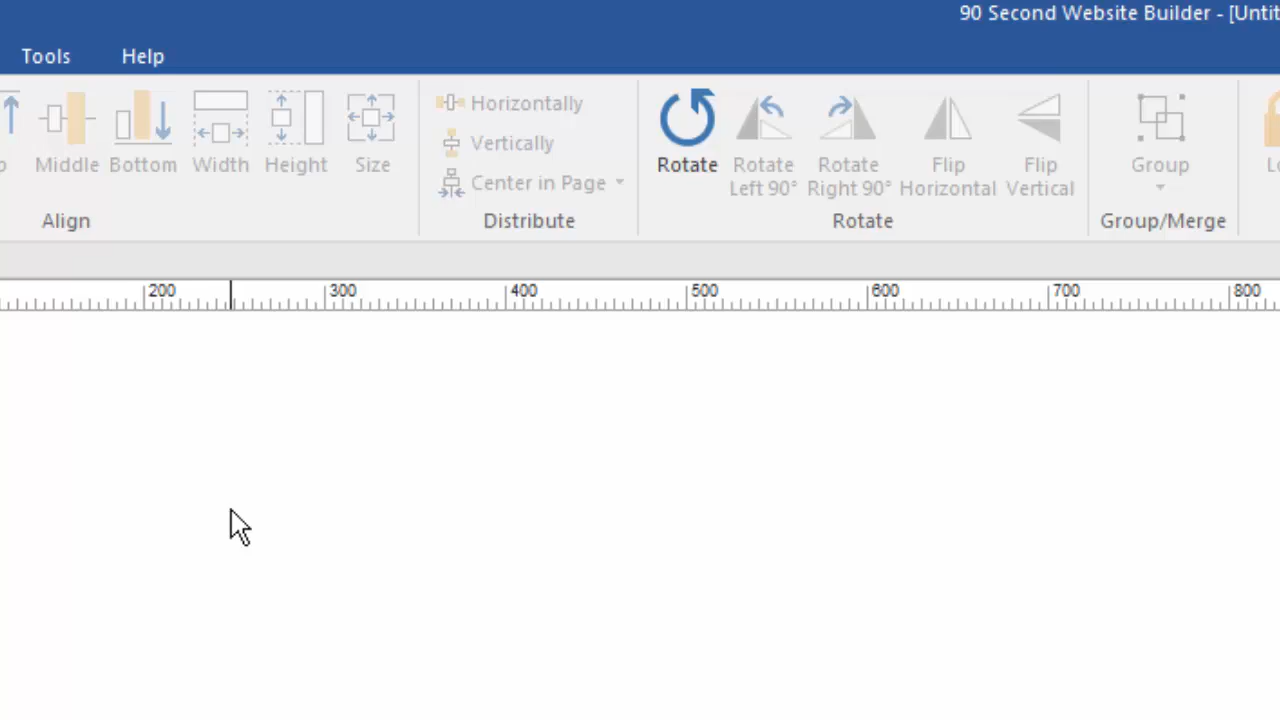 90 Second Website Builder - [Untit
Tools Help
Middle Bottom Width Height Size
Align
Horizontally
Vertically
Center in Page
Distribute
Rotate Rotate Left 90° Rotate Right 90° Flip Horizontal Flip Vertical
Rotate
Group
Group/Merge
200 300 400 500 600 700 800